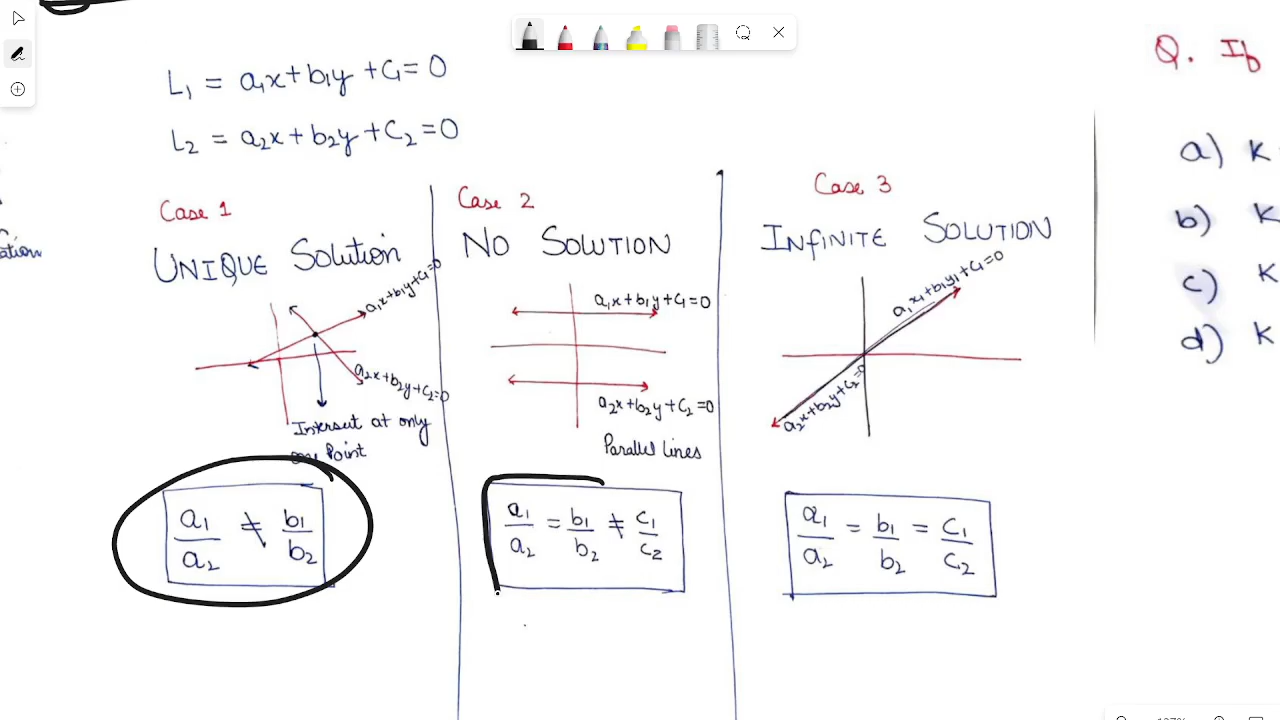 L₁ = a₁x+b₁y+C₁=0
L₂ = a₂x+b₂y+C₂=0
Case 1
UNIQUE Solution
a₁x+b₁y+C₁=0
a₂x+b₂y+C₂=0
Intersect at only
one Point
a₁/a₂ ≠ b₁/b₂
Case 2
NO SOLUTION
a₁x+b₁y+C₁=0
a₂x+b₂y+C₂=0
Parallel lines
a₁/a₂ = b₁/b₂ ≠ C₁/C₂
Case 3
INFINITE SOLUTION
a₁x₁+b₁y₁+C₁=0
a₂x+b₂y+C₂=0
a₁/a₂ = b₁/b₂ = C₁/C₂
Q. If
a) K
b) K
c) K
d) K